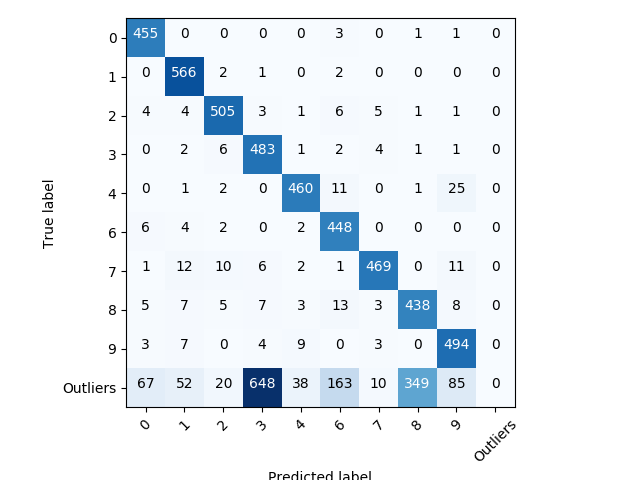 0 455 0 0 0 0 3 0 1 1 0
1 0 566 2 1 0 2 0 0 0 0
2 4 4 505 3 1 6 5 1 1 0
3 0 2 6 483 1 2 4 1 1 0
4 0 1 2 0 460 11 0 1 25 0
6 6 4 2 0 2 448 0 0 0 0
7 1 12 10 6 2 1 469 0 11 0
8 5 7 5 7 3 13 3 438 8 0
9 3 7 0 4 9 0 3 0 494 0
Outliers 67 52 20 648 38 163 10 349 85 0
0 1 2 3 4 6 7 8 9 Outliers
True label
Predicted label